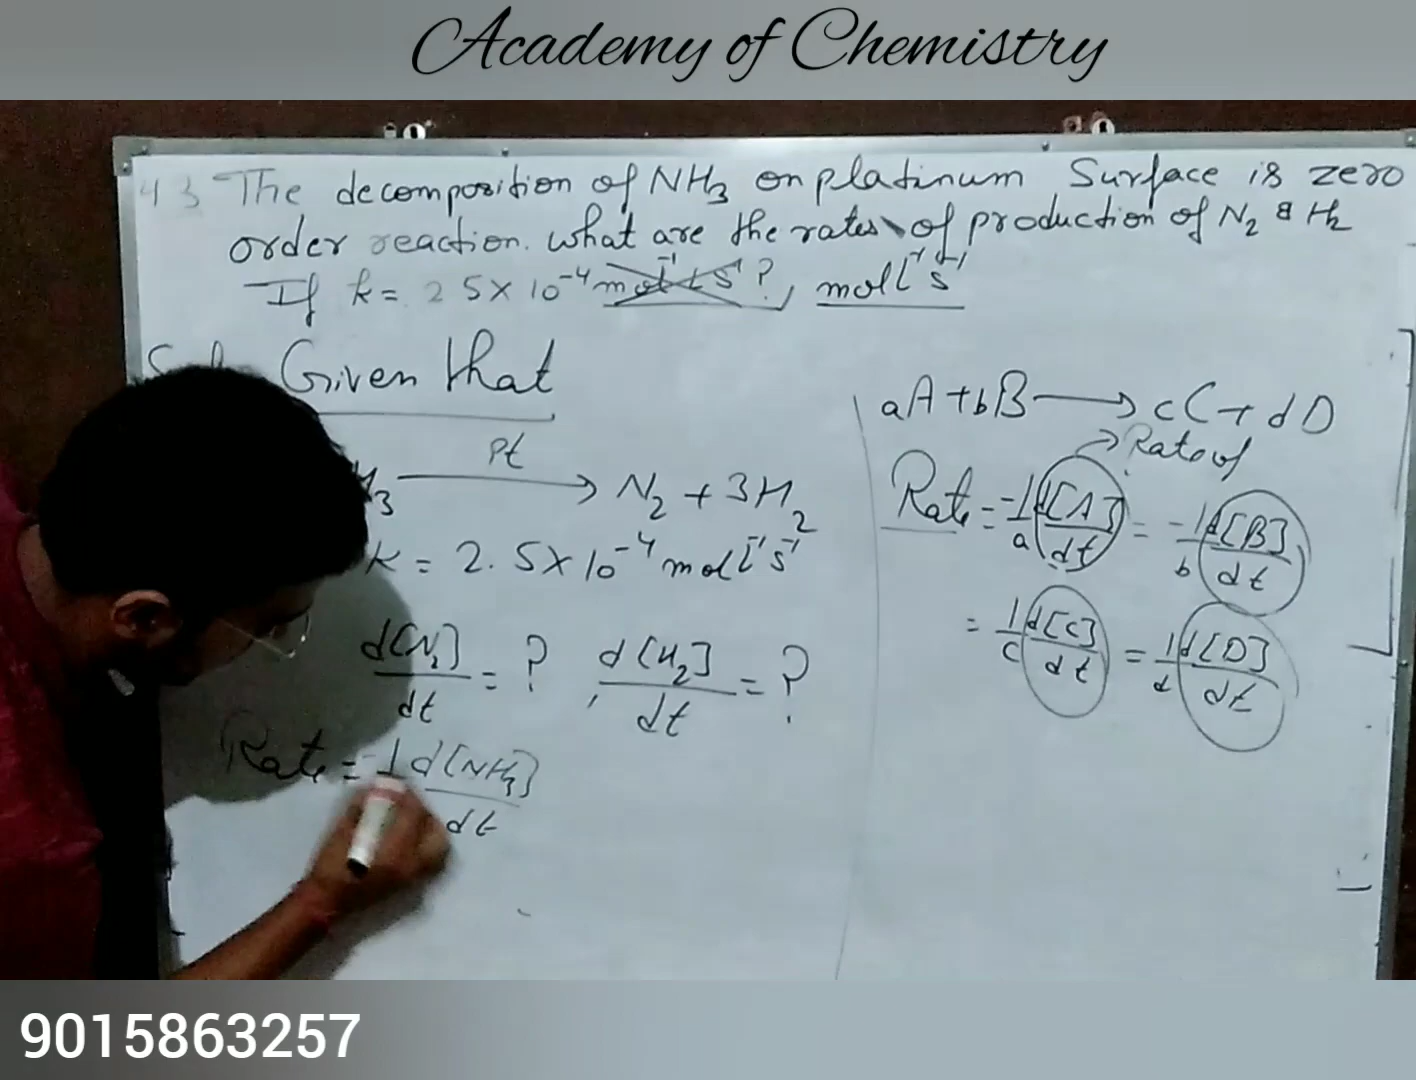 Academy of Chemistry
4.3 The decomposition of NH₃ on platinum Surface is zero
order reaction. What are the rates of production of N₂ & H₂
If k = 2.5×10⁻⁴ mol⁻¹ L S⁻¹ ?, mol L⁻¹ s⁻¹
Given that
Pt
→ N₂ + 3H₂
k = 2.5×10⁻⁴ mol L⁻¹ s⁻¹
d[N₂]/dt = ? , d[H₂]/dt = ?
Rate = -1 d[NH₃]/dt
aA + bB → cC + dD
→ Rate of
Rate = -1/a d[A]/dt = -1/b d[B]/dt
= 1/c d[C]/dt = 1/d d[D]/dt
9015863257